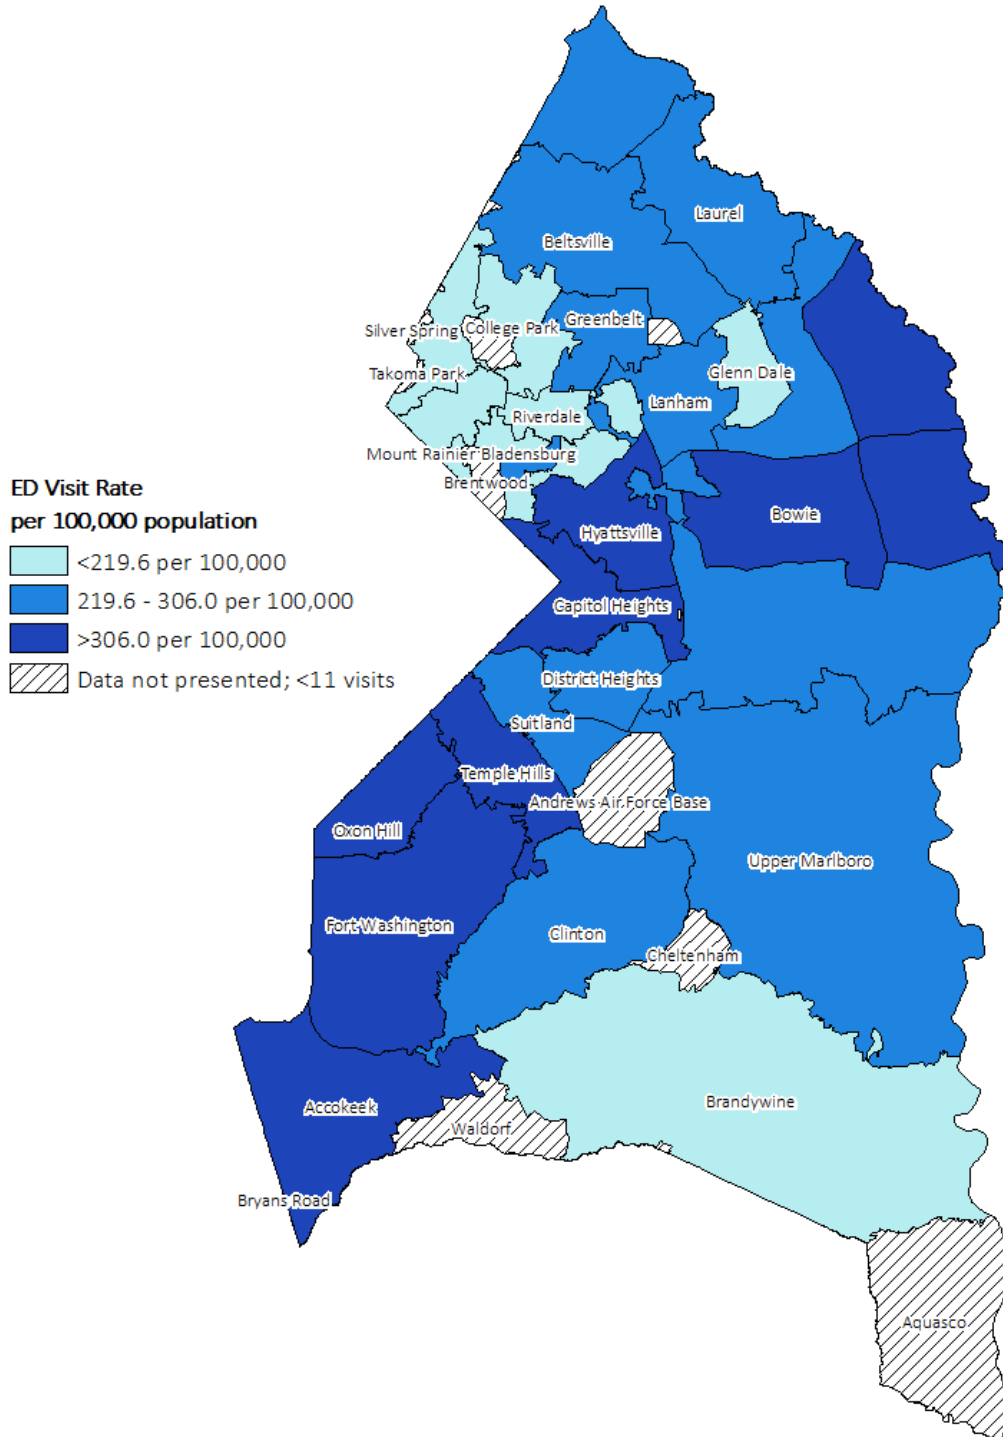 Laurel
Beltsville
Greenbelt
Silver Spring
College Park
Takoma Park
Glenn Dale
Lanham
Riverdale
Mount Rainier
Bladensburg
Brentwood
ED Visit Rate
per 100,000 population
<219.6 per 100,000
219.6 - 306.0 per 100,000
>306.0 per 100,000
Data not presented; <11 visits
Bowie
Hyattsville
Capitol Heights
District Heights
Suitland
Temple Hills
Andrews Air Force Base
Oxon Hill
Upper Marlboro
Fort Washington
Clinton
Cheltenham
Brandywine
Accokeek
Waldorf
Bryans Road
Aquasco